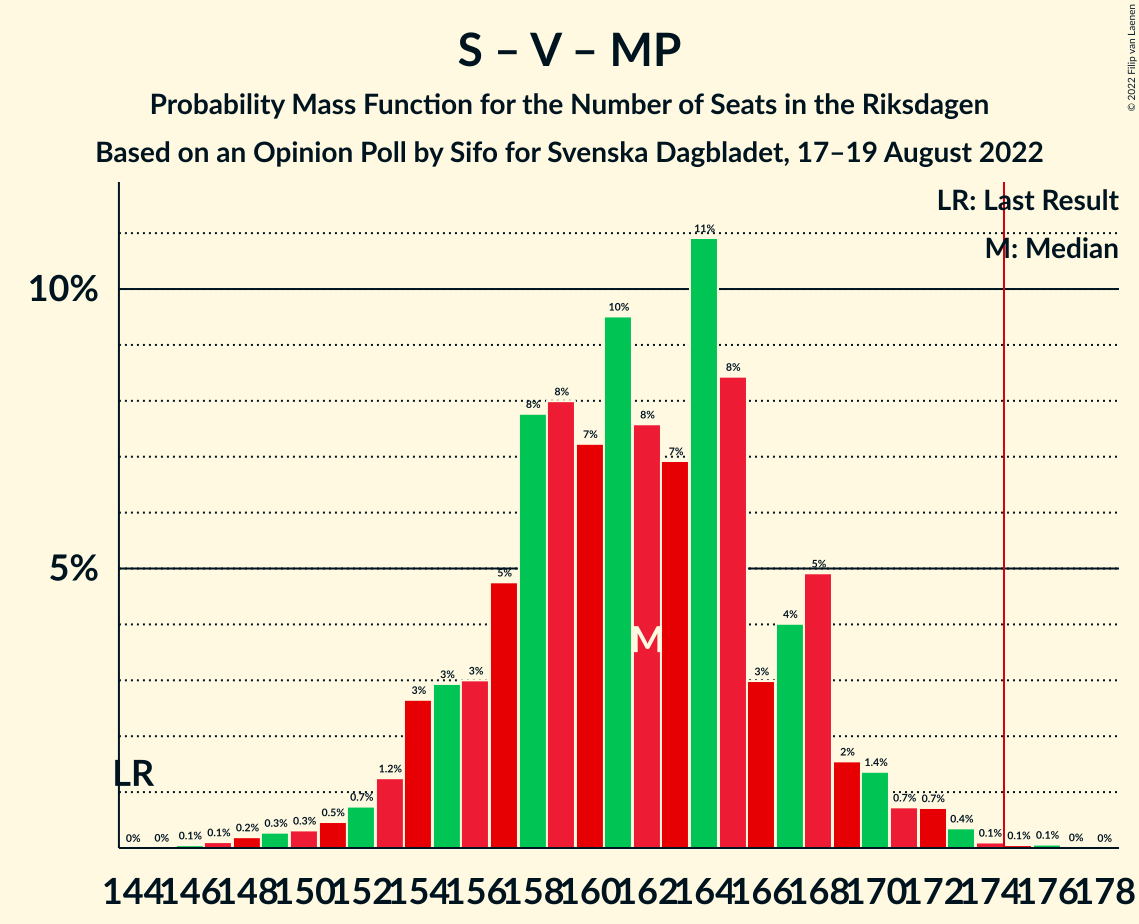 S – V – MP
Probability Mass Function for the Number of Seats in the Riksdagen
Based on an Opinion Poll by Sifo for Svenska Dagbladet, 17–19 August 2022
© 2022 Filip van Laenen
LR: Last Result
M: Median
10%
5%
LR
M
0% 0% 0.1% 0.1% 0.2% 0.3% 0.3% 0.5% 0.7% 1.2% 3% 3% 3% 5% 8% 8% 7% 10% 8% 7% 11% 8% 3% 4% 5% 2% 1.4% 0.7% 0.7% 0.4% 0.1% 0.1% 0.1% 0% 0%
144 146 148 150 152 154 156 158 160 162 164 166 168 170 172 174 176 178